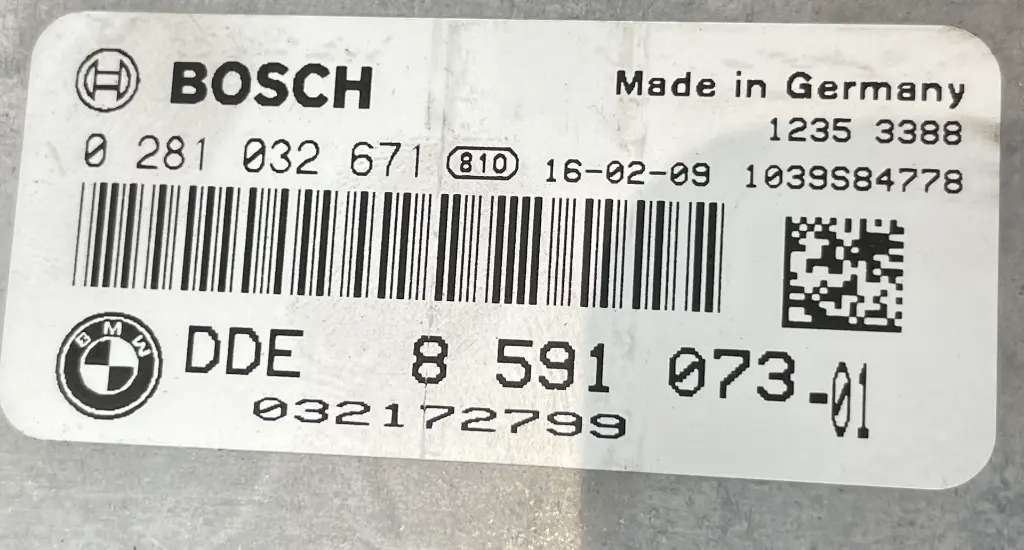 BOSCH
Made in Germany
1235 3388
0 281 032 671 810 16-02-09 1039S84778
BMW
DDE 8 591 073-01
032172799